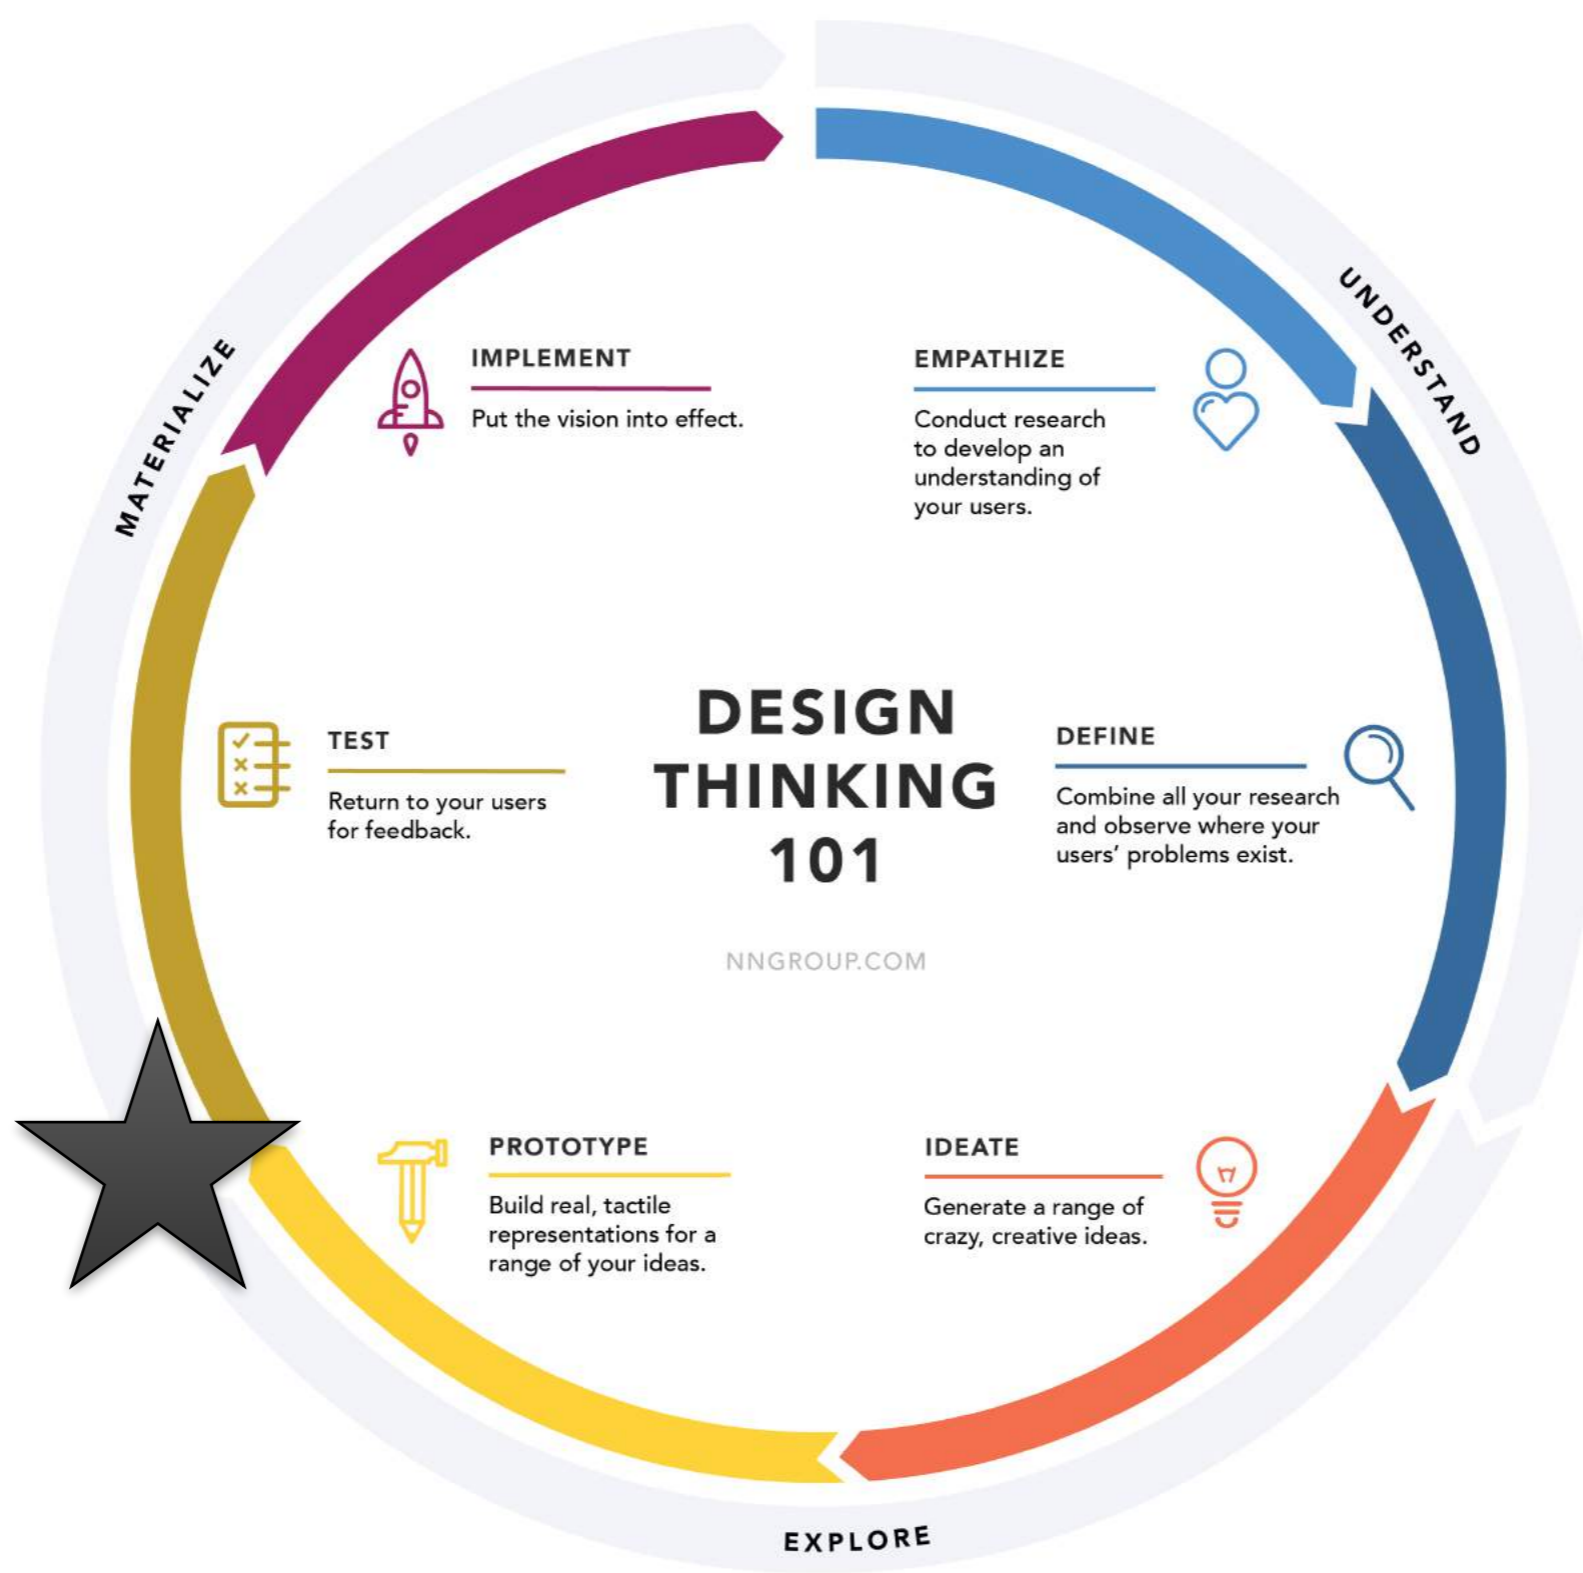 UNDERSTAND
MATERIALIZE
IMPLEMENT
Put the vision into effect.
EMPATHIZE
Conduct research
to develop an
understanding of
your users.
DESIGN
THINKING
101
NNGROUP.COM
TEST
Return to your users
for feedback.
DEFINE
Combine all your research
and observe where your
users' problems exist.
PROTOTYPE
Build real, tactile
representations for a
range of your ideas.
IDEATE
Generate a range of
crazy, creative ideas.
EXPLORE